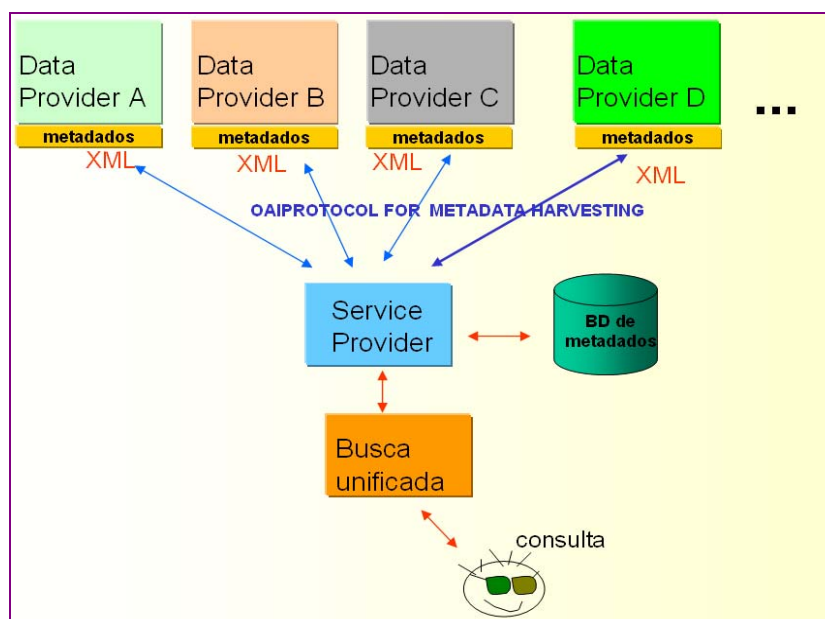 Data
Provider A
Data
Provider B
Data
Provider C
Data
Provider D
...
metadados
metadados
metadados
metadados
XML
XML
XML
XML
OAIPROTOCOL FOR METADATA HARVESTING
Service
Provider
BD de
metadados
Busca
unificada
consulta